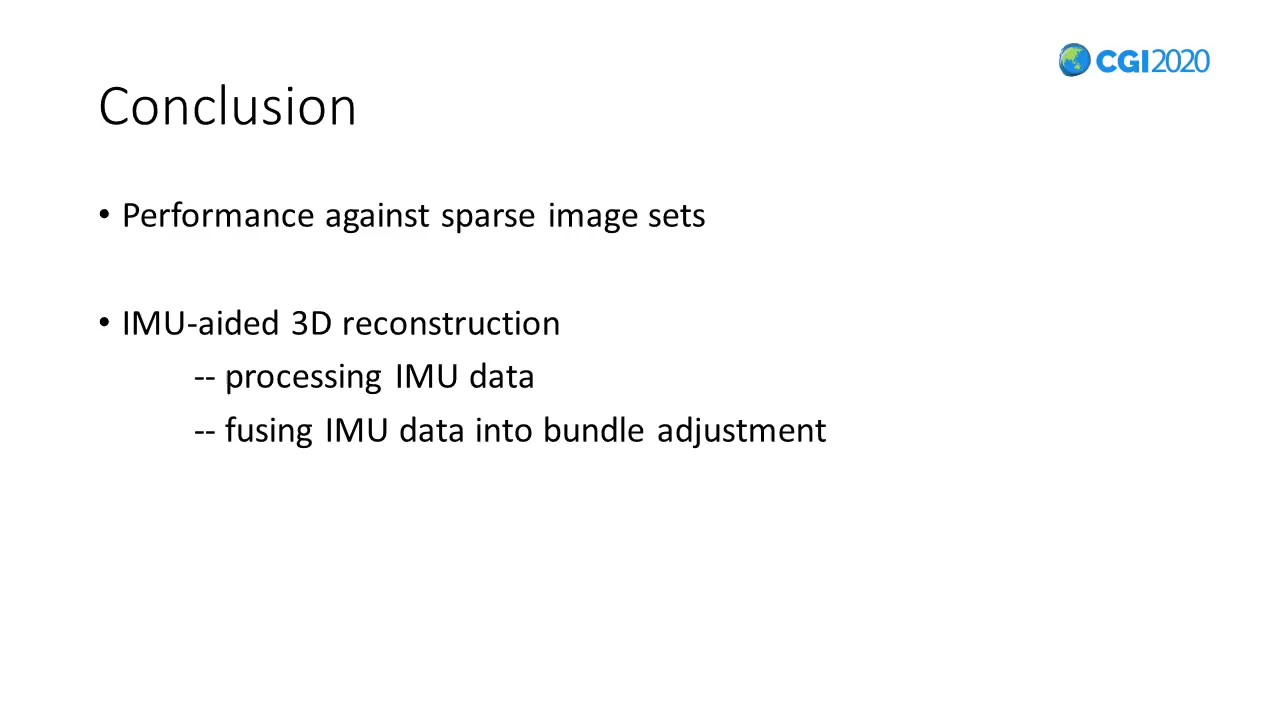 CGI2020
Conclusion
• Performance against sparse image sets
• IMU-aided 3D reconstruction
-- processing IMU data
-- fusing IMU data into bundle adjustment